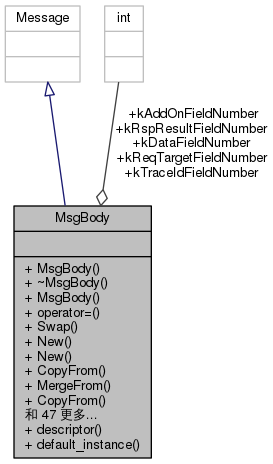 Message
int
+kAddOnFieldNumber
+kRspResultFieldNumber
+kDataFieldNumber
+kReqTargetFieldNumber
+kTraceIdFieldNumber
MsgBody
+ MsgBody()
+ ~MsgBody()
+ MsgBody()
+ operator=()
+ Swap()
+ New()
+ New()
+ CopyFrom()
+ MergeFrom()
+ CopyFrom()
和 47 更多...
+ descriptor()
+ default_instance()